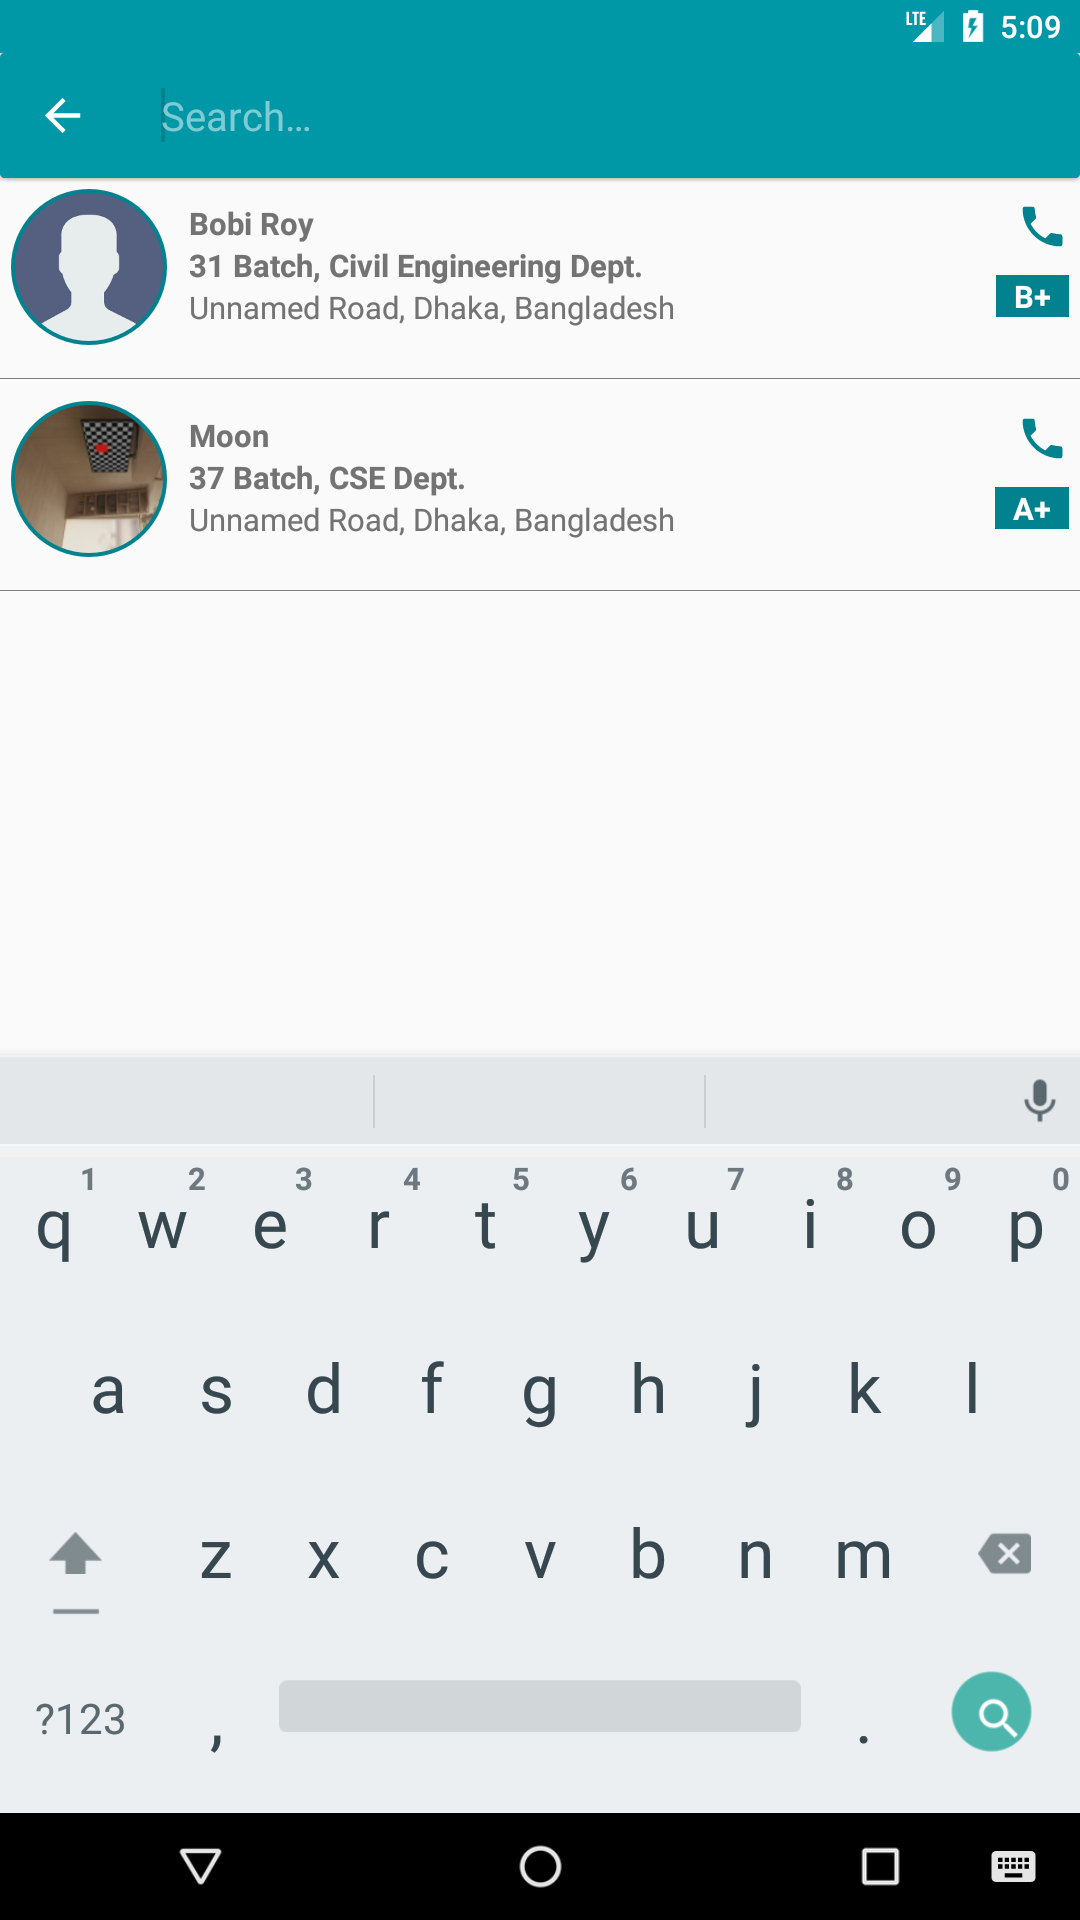 LTE 5:09
Search...
Bobi Roy
31 Batch, Civil Engineering Dept.
Unnamed Road, Dhaka, Bangladesh
B+
Moon
37 Batch, CSE Dept.
Unnamed Road, Dhaka, Bangladesh
A+
1 2 3 4 5 6 7 8 9 0
q w e r t y u i o p
a s d f g h j k l
z x c v b n m
?123 , .